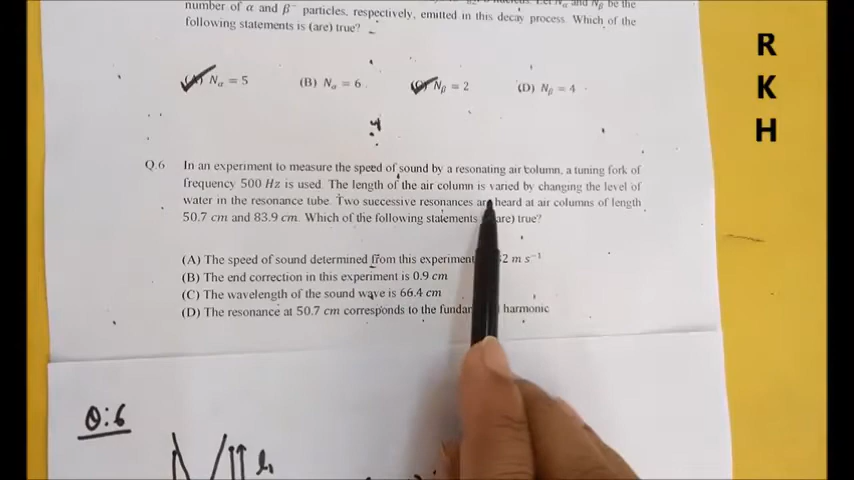 number of α and β⁻ particles, respectively, emitted in this decay process. Which of the
following statements is (are) true?
(A) Nα = 5 (B) Nα = 6 (C) Nβ = 2 (D) Nβ = 4
Q.6 In an experiment to measure the speed of sound by a resonating air column, a tuning fork of
frequency 500 Hz is used. The length of the air column is varied by changing the level of
water in the resonance tube. Two successive resonances are heard at air columns of length
50.7 cm and 83.9 cm. Which of the following statements (are) true?
(A) The speed of sound determined from this experiment 2 m s⁻¹
(B) The end correction in this experiment is 0.9 cm
(C) The wavelength of the sound wave is 66.4 cm
(D) The resonance at 50.7 cm corresponds to the harmonic
Q:6
l₁
R
K
H